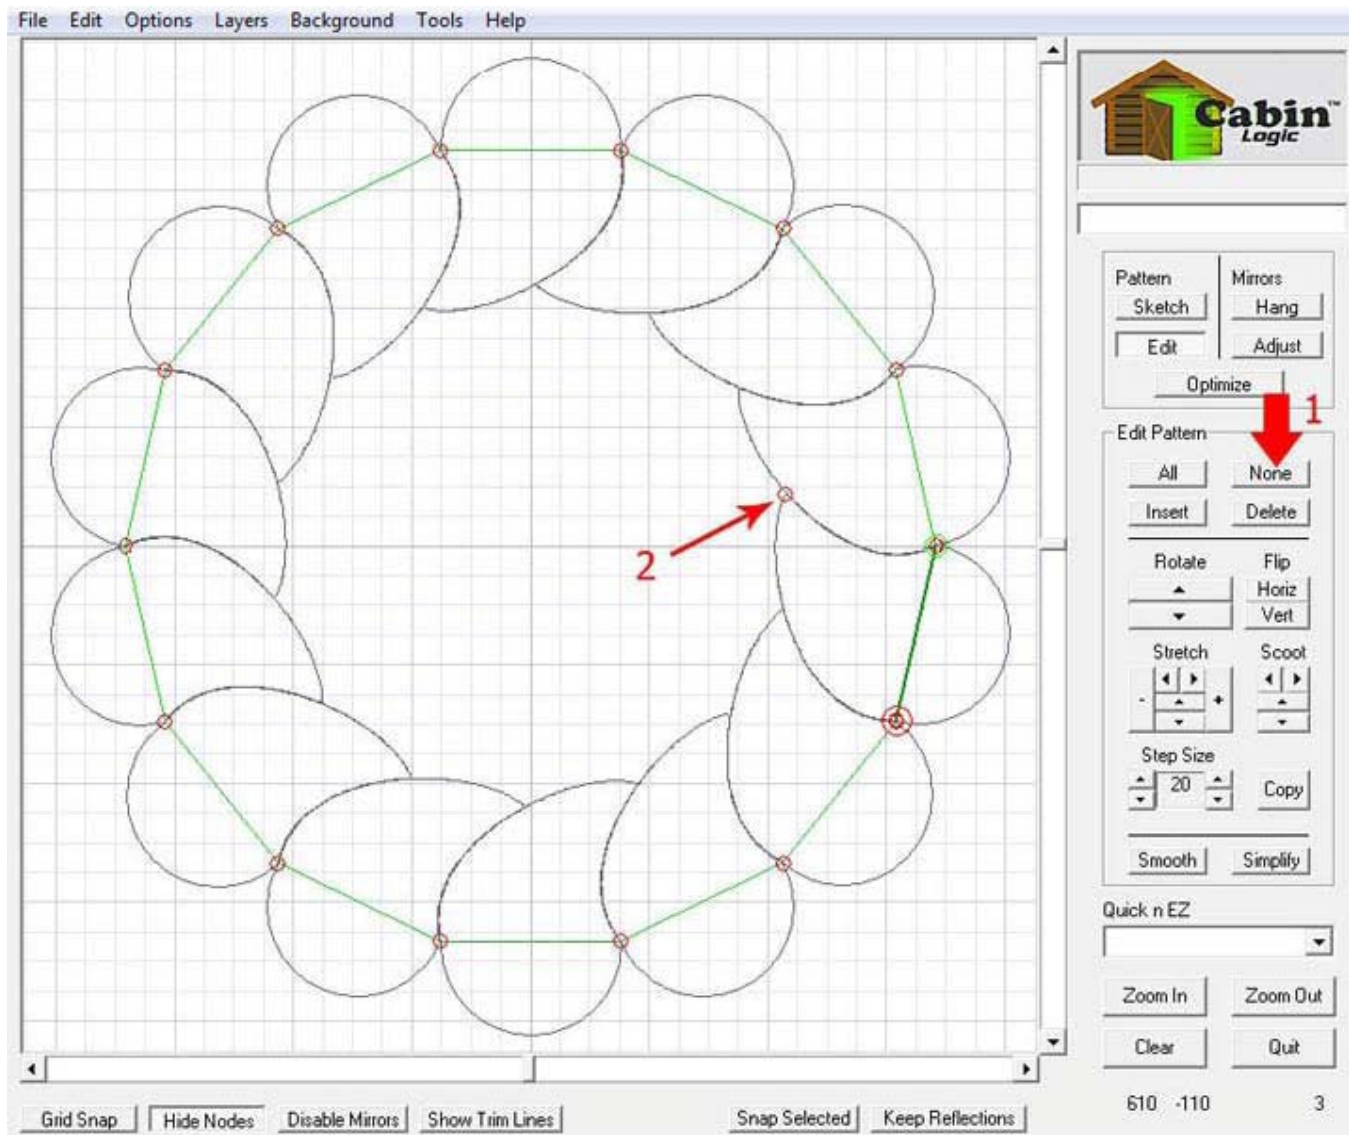 File Edit Options Layers Background Tools Help
Cabin™
Logic
Pattern Mirrors
Sketch Hang
Edit Adjust
Optimize
1
Edit Pattern
All None
Insert Delete
2
Rotate Flip
Horiz
Vert
Stretch Scoot
- +
Step Size
20 Copy
Smooth Simplify
Quick n EZ
Zoom In Zoom Out
Clear Quit
610 -110 3
Grid Snap Hide Nodes Disable Mirrors Show Trim Lines Snap Selected Keep Reflections